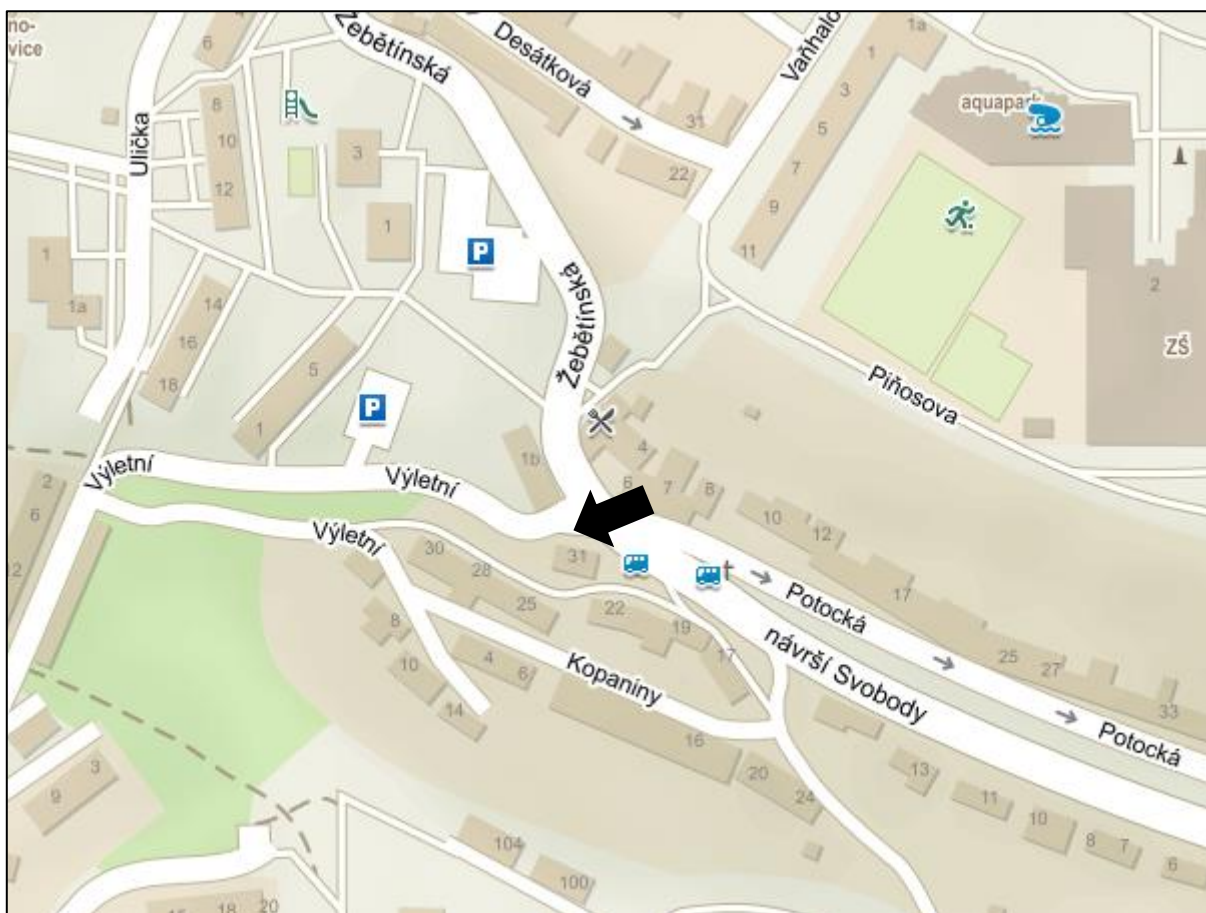 no-
vice
6
Žebětínská
Desátková
Vaňhalo
1a
1
3
5
7
9
11
aquapark
8
10
12
Ulička
3
31
22
1
P
1
1a
14
16
18
Žebětínská
2
ZŠ
5
1
P
Piňosova
1b
4
6
7
8
Výletní
Výletní
Výletní
2
6
12
10
12
17
30
28
25
31
22
19
17
Potocká
25
27
33
Potocká
návrší Svobody
8
10
14
4
6
Kopaniny
16
20
24
13
11
10
8
7
6
3
9
104
100
18
20